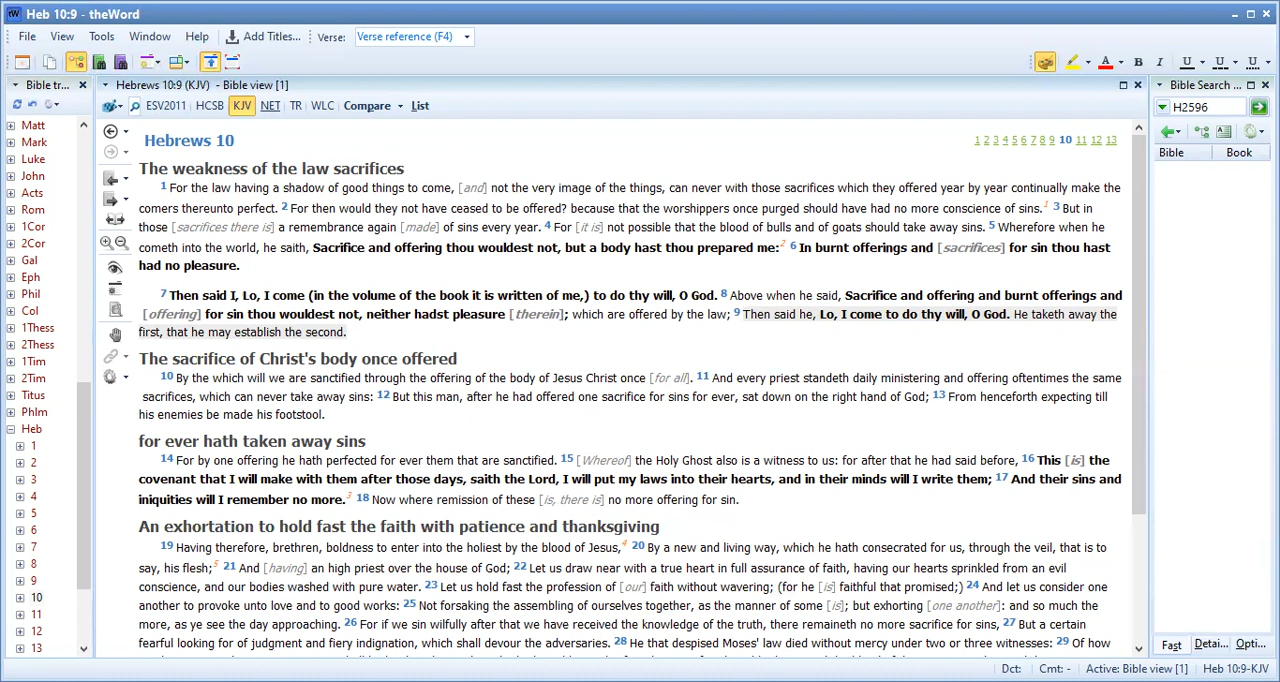 Heb 10:9 - theWord
File View Tools Window Help Add Titles... Verse: Verse reference (F4)
Bible tr... Hebrews 10:9 (KJV) - Bible view [1] Bible Search ...
ESV2011 HCSB KJV NET TR WLC Compare List H2596
Bible Book
Matt
Mark
Luke
John
Acts
Rom
1Cor
2Cor
Gal
Eph
Phil
Col
1Thess
2Thess
1Tim
2Tim
Titus
Phlm
Heb
1
2
3
4
5
6
7
8
9
10
11
12
13
Hebrews 10 1 2 3 4 5 6 7 8 9 10 11 12 13
The weakness of the law sacrifices
1 For the law having a shadow of good things to come, [and] not the very image of the things, can never with those sacrifices which they offered year by year continually make the
comers thereunto perfect. 2 For then would they not have ceased to be offered? because that the worshippers once purged should have had no more conscience of sins.1 3 But in
those [sacrifices there is] a remembrance again [made] of sins every year. 4 For [it is] not possible that the blood of bulls and of goats should take away sins. 5 Wherefore when he
cometh into the world, he saith, Sacrifice and offering thou wouldest not, but a body hast thou prepared me:2 6 In burnt offerings and [sacrifices] for sin thou hast
had no pleasure.
7 Then said I, Lo, I come (in the volume of the book it is written of me,) to do thy will, O God. 8 Above when he said, Sacrifice and offering and burnt offerings and
[offering] for sin thou wouldest not, neither hadst pleasure [therein]; which are offered by the law; 9 Then said he, Lo, I come to do thy will, O God. He taketh away the
first, that he may establish the second.
The sacrifice of Christ's body once offered
10 By the which will we are sanctified through the offering of the body of Jesus Christ once [for all]. 11 And every priest standeth daily ministering and offering oftentimes the same
sacrifices, which can never take away sins: 12 But this man, after he had offered one sacrifice for sins for ever, sat down on the right hand of God; 13 From henceforth expecting till
his enemies be made his footstool.
for ever hath taken away sins
14 For by one offering he hath perfected for ever them that are sanctified. 15 [Whereof] the Holy Ghost also is a witness to us: for after that he had said before, 16 This [is] the
covenant that I will make with them after those days, saith the Lord, I will put my laws into their hearts, and in their minds will I write them; 17 And their sins and
iniquities will I remember no more.3 18 Now where remission of these [is, there is] no more offering for sin.
An exhortation to hold fast the faith with patience and thanksgiving
19 Having therefore, brethren, boldness to enter into the holiest by the blood of Jesus,4 20 By a new and living way, which he hath consecrated for us, through the veil, that is to
say, his flesh;5 21 And [having] an high priest over the house of God; 22 Let us draw near with a true heart in full assurance of faith, having our hearts sprinkled from an evil
conscience, and our bodies washed with pure water. 23 Let us hold fast the profession of [our] faith without wavering; (for he [is] faithful that promised;) 24 And let us consider one
another to provoke unto love and to good works: 25 Not forsaking the assembling of ourselves together, as the manner of some [is]; but exhorting [one another]: and so much the
more, as ye see the day approaching. 26 For if we sin wilfully after that we have received the knowledge of the truth, there remaineth no more sacrifice for sins, 27 But a certain
fearful looking for of judgment and fiery indignation, which shall devour the adversaries. 28 He that despised Moses' law died without mercy under two or three witnesses: 29 Of how
Fast Detai... Opti...
Dct: Cmt: - Active: Bible view [1] Heb 10:9-KJV